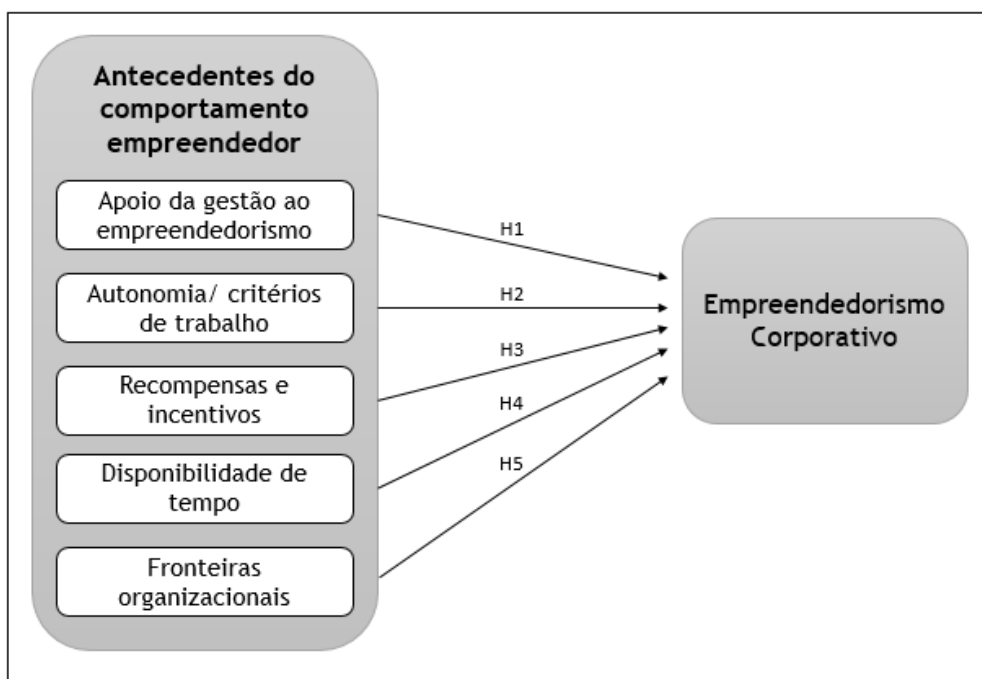 Antecedentes do
comportamento
empreendedor
Apoio da gestão ao
empreendedorismo
Autonomia/ critérios
de trabalho
Recompensas e
incentivos
Disponibilidade de
tempo
Fronteiras
organizacionais
H1
H2
H3
H4
H5
Empreendedorismo
Corporativo